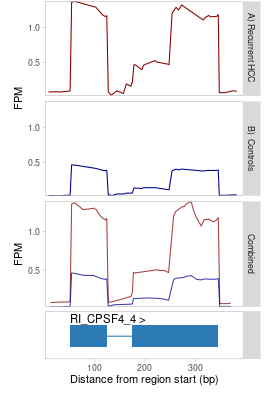 1.0
0.5
A) Recurrent HCC
FPM
1.0
0.5
B) Controls
1.0
0.5
Combined
FPM
RI_CPSF4_4 >
100 200 300
Distance from region start (bp)